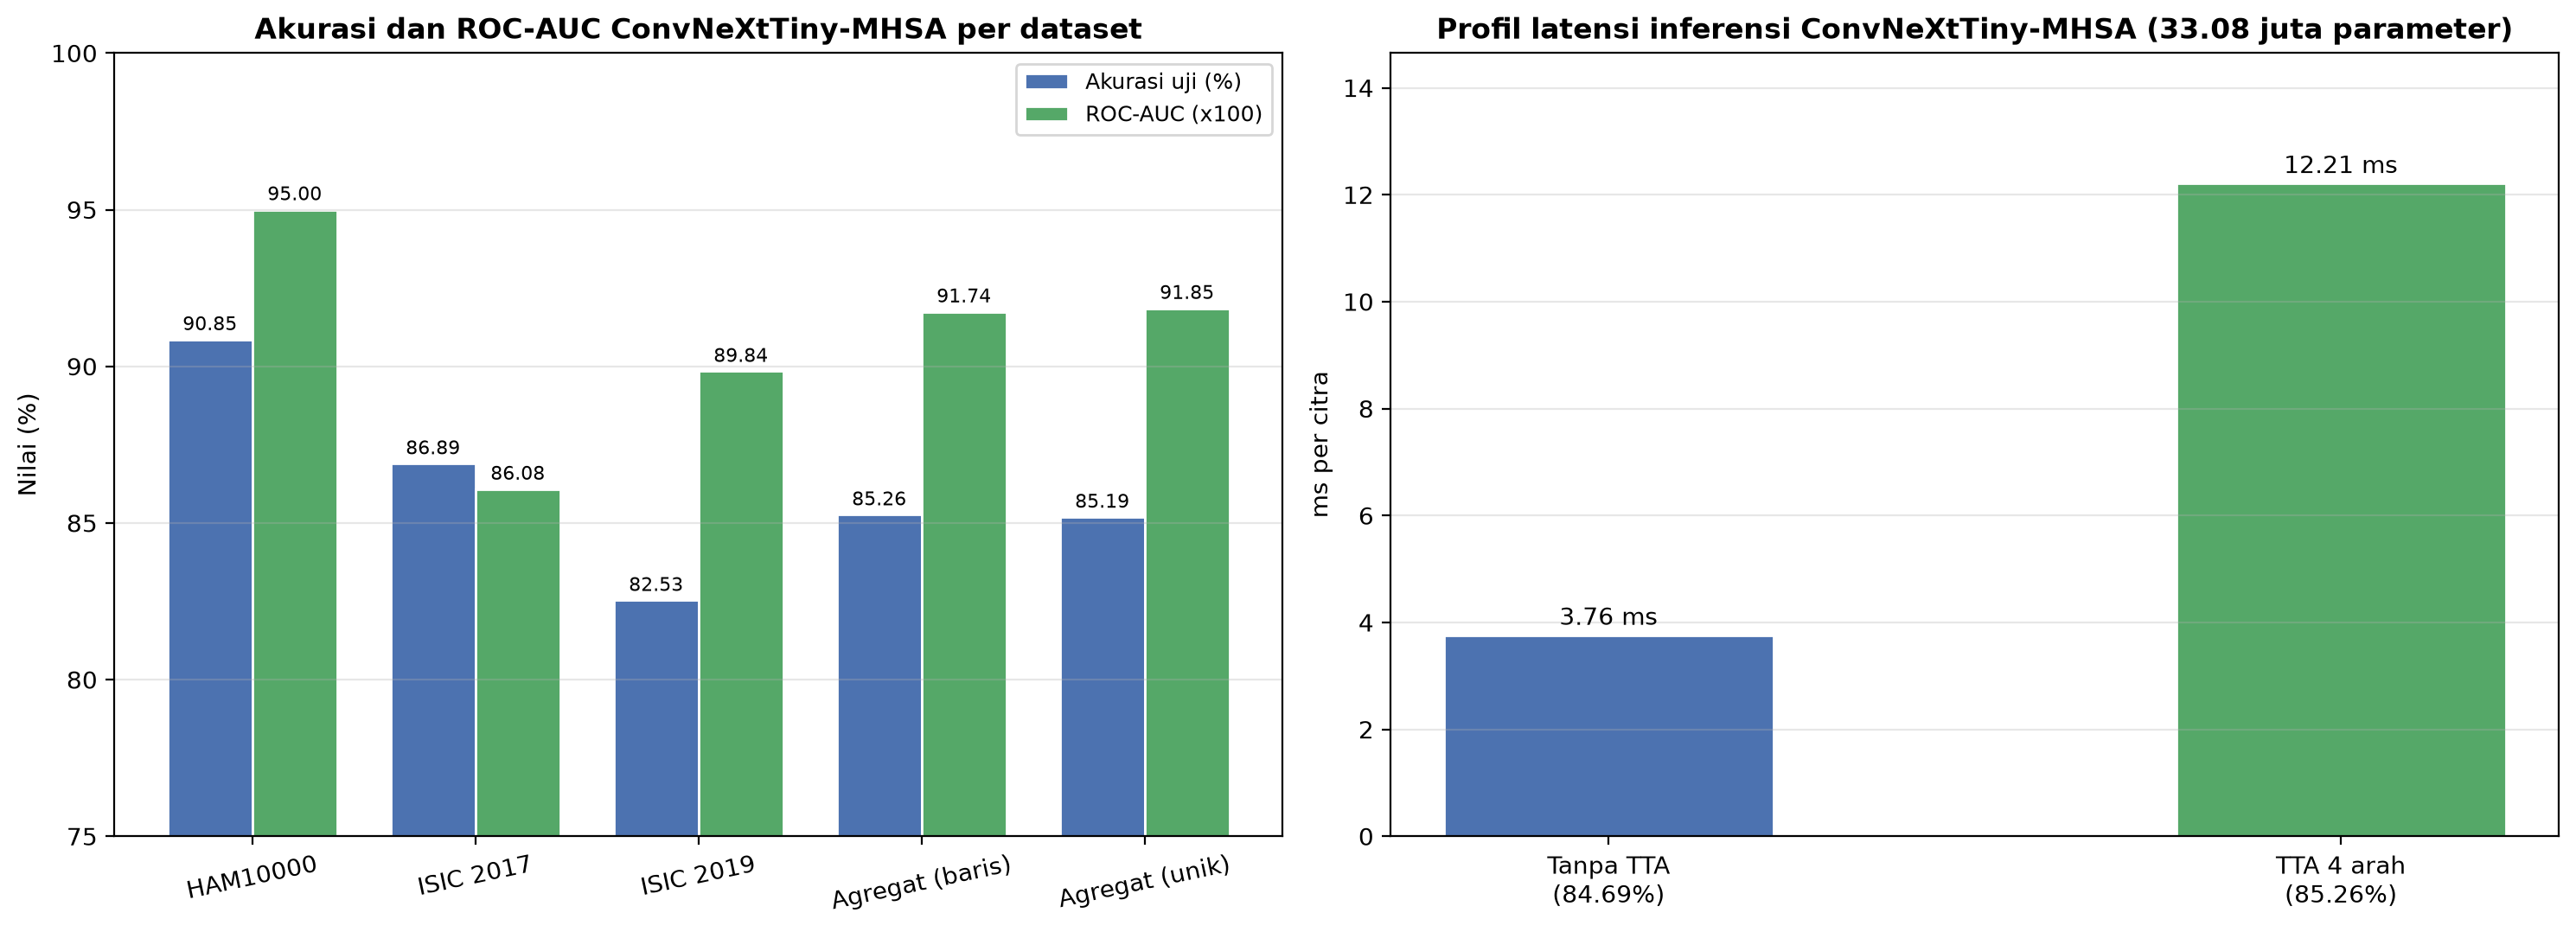 Akurasi dan ROC-AUC ConvNeXtTiny-MHSA per dataset
Akurasi uji (%)
ROC-AUC (x100)
Nilai (%)
100
95
90
85
80
75
90.85
95.00
86.89
86.08
82.53
89.84
85.26
91.74
85.19
91.85
HAM10000
ISIC 2017
ISIC 2019
Agregat (baris)
Agregat (unik)
Profil latensi inferensi ConvNeXtTiny-MHSA (33.08 juta parameter)
ms per citra
14
12
10
8
6
4
2
0
3.76 ms
12.21 ms
Tanpa TTA
(84.69%)
TTA 4 arah
(85.26%)